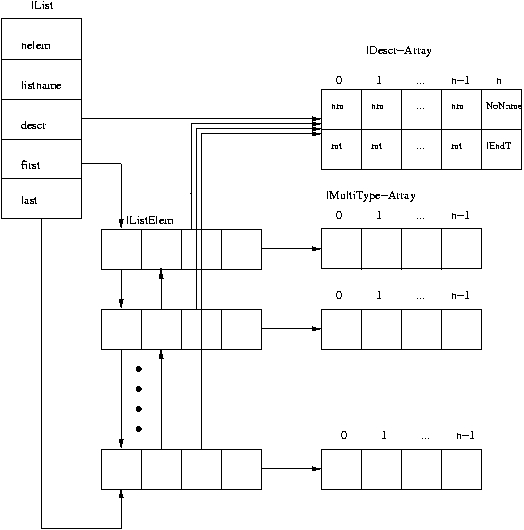 lList
nelem
listname
descr
first
last
lDescr-Array
0 1 ... n-1 n
nm nm ... nm NoName
mt mt ... mt lEndT
lMultiType-Array
0 1 ... n-1
lListElem
0 1 ... n-1
0 1 ... n-1